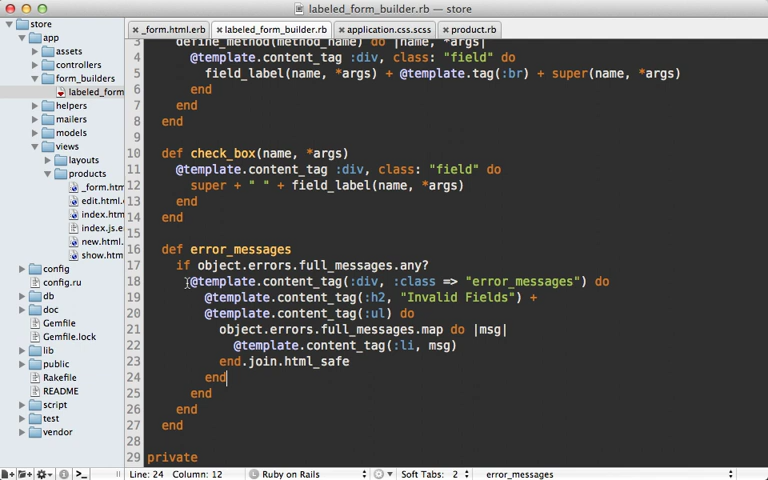 labeled_form_builder.rb — store
store
app
assets
controllers
form_builders
labeled_form
helpers
mailers
models
views
layouts
products
_form.htm
edit.html.
index.htm
index.js.e
new.html.
show.htm
config
config.ru
db
doc
Gemfile
Gemfile.lock
lib
public
Rakefile
README
script
test
vendor
_form.html.erb labeled_form_builder.rb application.css.scss product.rb
3 define_method(method_name) do |name, *args|
4 @template.content_tag :div, class: "field" do
5 field_label(name, *args) + @template.tag(:br) + super(name, *args)
6 end
7 end
8 end
9
10 def check_box(name, *args)
11 @template.content_tag :div, class: "field" do
12 super + " " + field_label(name, *args)
13 end
14 end
15
16 def error_messages
17 if object.errors.full_messages.any?
18 @template.content_tag(:div, :class => "error_messages") do
19 @template.content_tag(:h2, "Invalid Fields") +
20 @template.content_tag(:ul) do
21 object.errors.full_messages.map do |msg|
22 @template.content_tag(:li, msg)
23 end.join.html_safe
24 end
25 end
26 end
27 end
28
29 private
Line: 24 Column: 12 Ruby on Rails Soft Tabs: 2 error_messages